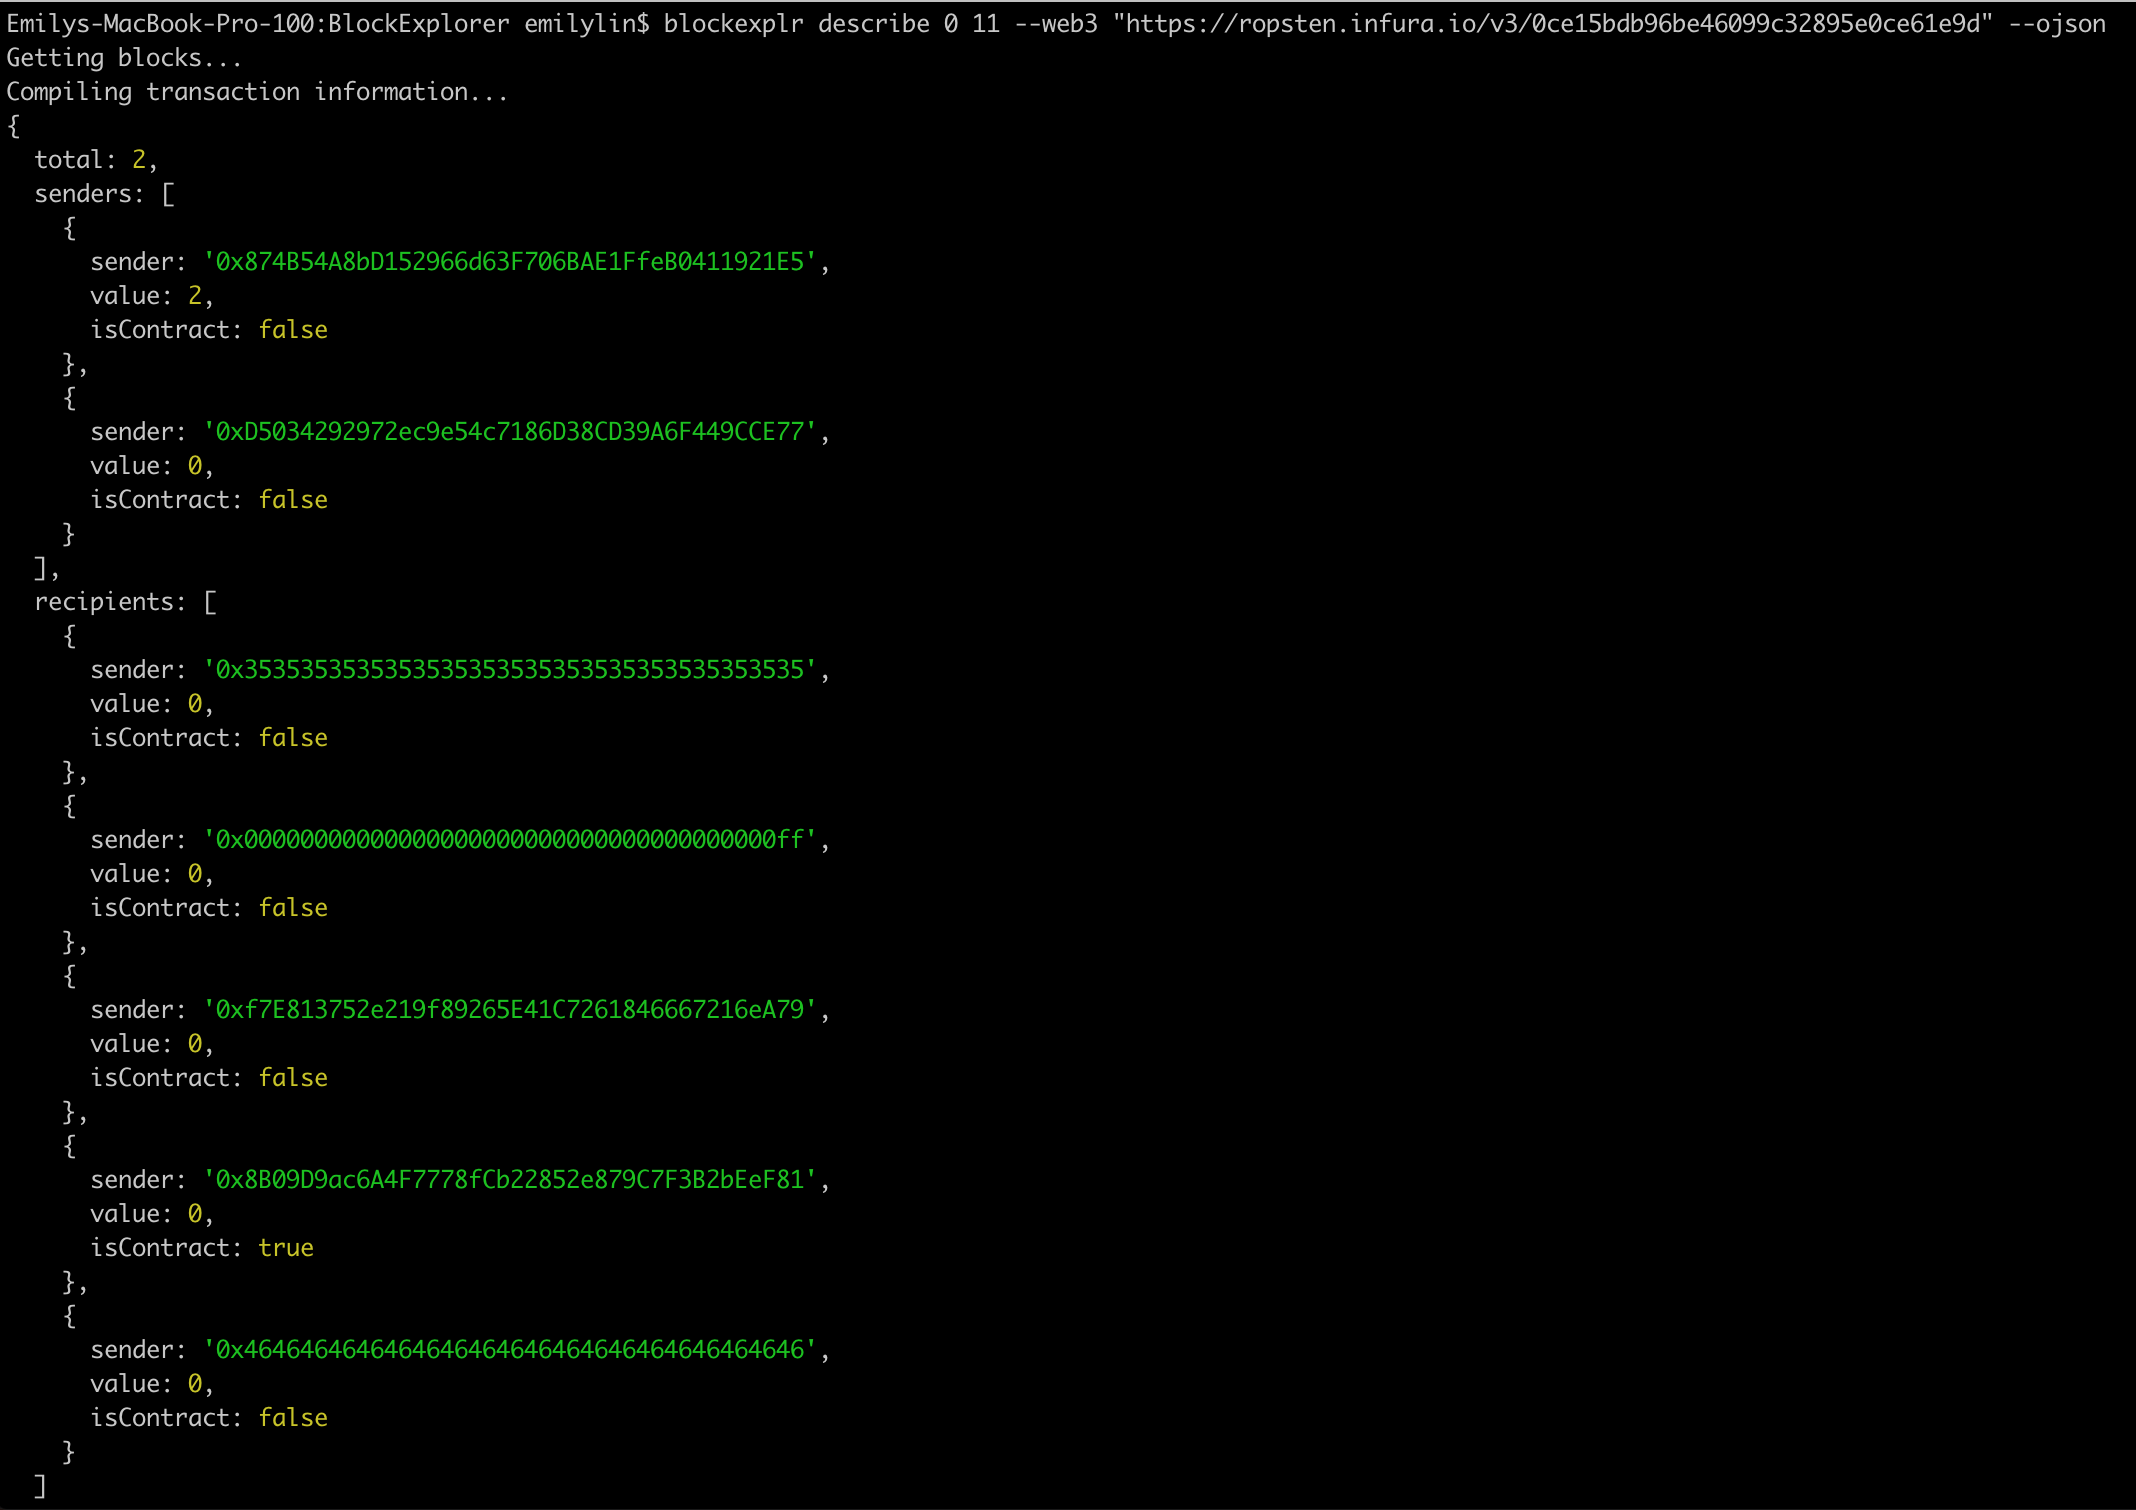 Emilys-MacBook-Pro-100:BlockExplorer emilylin$ blockexplr describe 0 11 --web3 "https://ropsten.infura.io/v3/0ce15bdb96be46099c32895e0ce61e9d" --ojson
Getting blocks...
Compiling transaction information...
{
  total: 2,
  senders: [
    {
      sender: '0x874B54A8bD152966d63F706BAE1FfeB0411921E5',
      value: 2,
      isContract: false
    },
    {
      sender: '0xD5034292972ec9e54c7186D38CD39A6F449CCE77',
      value: 0,
      isContract: false
    }
  ],
  recipients: [
    {
      sender: '0x3535353535353535353535353535353535353535',
      value: 0,
      isContract: false
    },
    {
      sender: '0x00000000000000000000000000000000000000ff',
      value: 0,
      isContract: false
    },
    {
      sender: '0xf7E813752e219f89265E41C7261846667216eA79',
      value: 0,
      isContract: false
    },
    {
      sender: '0x8B09D9ac6A4F7778fCb22852e879C7F3B2bEeF81',
      value: 0,
      isContract: true
    },
    {
      sender: '0x4646464646464646464646464646464646464646',
      value: 0,
      isContract: false
    }
  ]